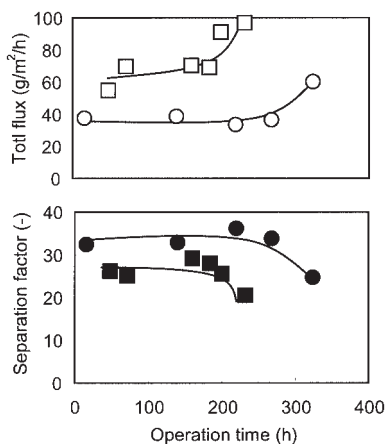 100
80
60
40
20
0
Totl flux (g/m²/h)
40
30
20
10
0
Separation factor (-)
0 100 200 300 400
Operation time (h)